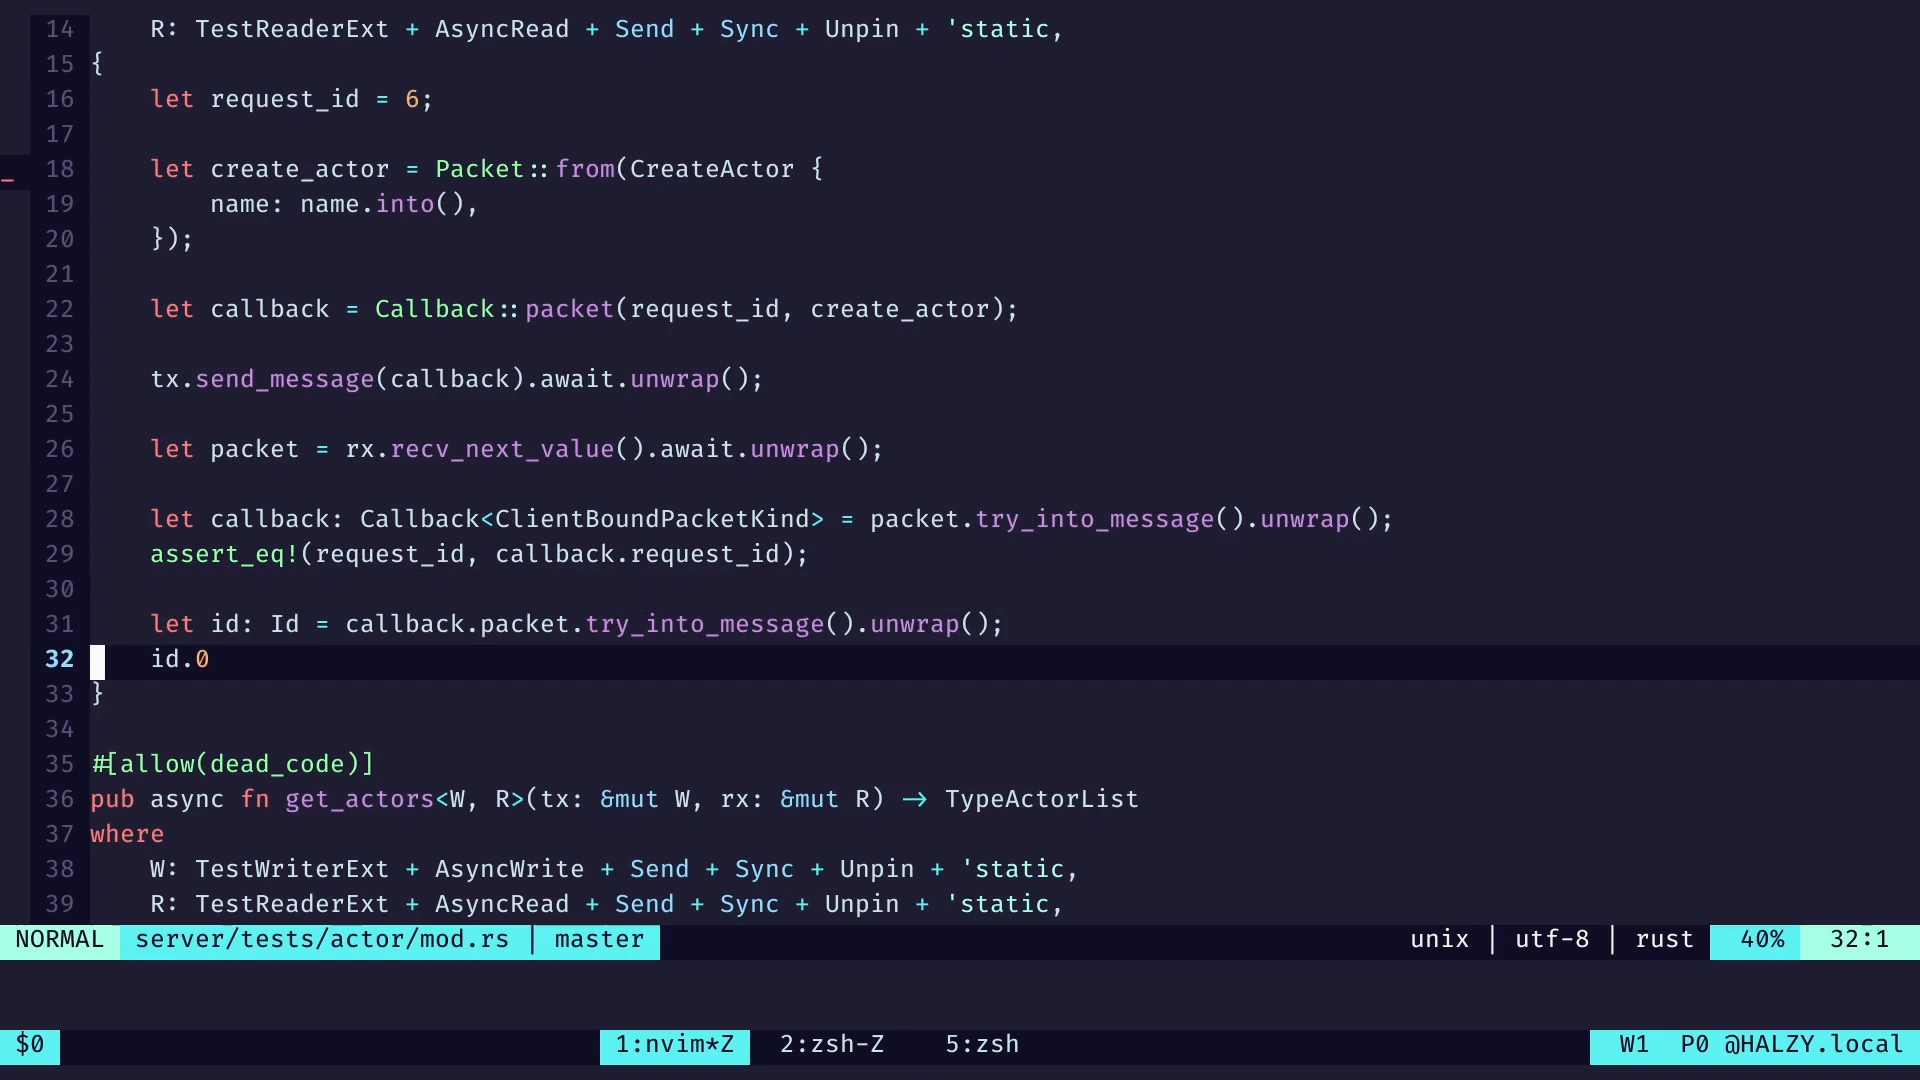 14     R: TestReaderExt + AsyncRead + Send + Sync + Unpin + 'static,
15 {
16     let request_id = 6;
17
18     let create_actor = Packet::from(CreateActor {
19         name: name.into(),
20     });
21
22     let callback = Callback::packet(request_id, create_actor);
23
24     tx.send_message(callback).await.unwrap();
25
26     let packet = rx.recv_next_value().await.unwrap();
27
28     let callback: Callback<ClientBoundPacketKind> = packet.try_into_message().unwrap();
29     assert_eq!(request_id, callback.request_id);
30
31     let id: Id = callback.packet.try_into_message().unwrap();
32     id.0
33 }
34
35 #[allow(dead_code)]
36 pub async fn get_actors<W, R>(tx: &mut W, rx: &mut R) -> TypeActorList
37 where
38     W: TestWriterExt + AsyncWrite + Send + Sync + Unpin + 'static,
39     R: TestReaderExt + AsyncRead + Send + Sync + Unpin + 'static,
NORMAL server/tests/actor/mod.rs | master unix | utf-8 | rust 40% 32:1
$0 1:nvim*Z 2:zsh-Z 5:zsh W1 P0 @HALZY.local